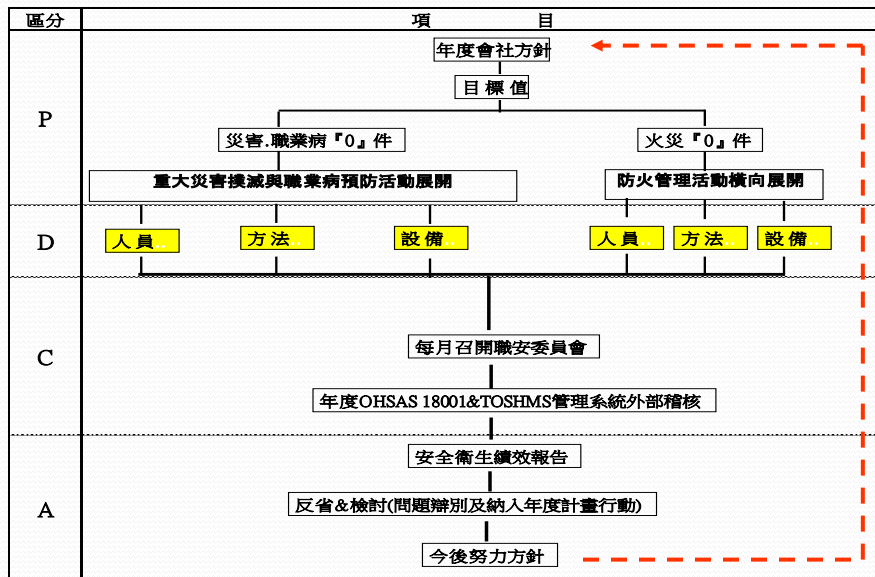 區分 項 目
P
年度會社方針
目標值
災害.職業病『0』件 火災『0』件
重大災害撲滅與職業病預防活動展開 防火管理活動橫向展開
D
人員.. 方法.. 設備.. 人員.. 方法.. 設備..
C
每月召開職安委員會
年度OHSAS 18001&TOSHMS管理系統外部稽核
A
安全衛生績效報告
反省&檢討(問題辯別及納入年度計畫行動)
今後努力方針